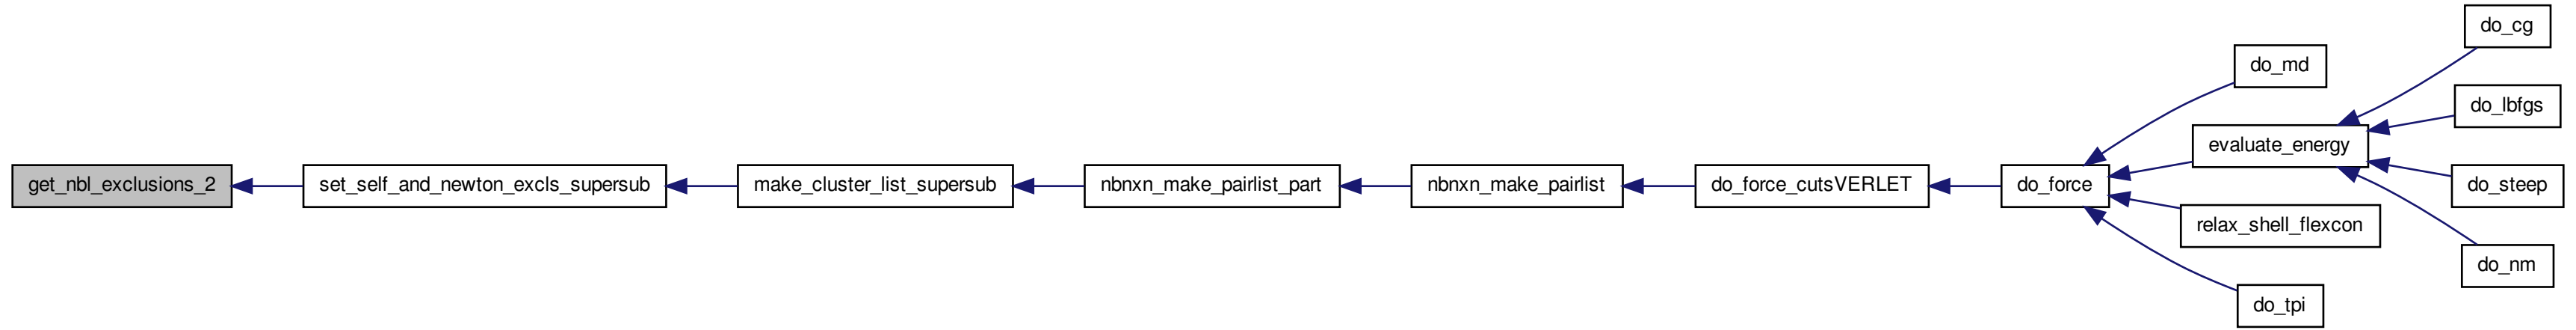 get_nbl_exclusions_2
set_self_and_newton_excls_supersub
make_cluster_list_supersub
nbnxn_make_pairlist_part
nbnxn_make_pairlist
do_force_cutsVERLET
do_force
do_md
evaluate_energy
relax_shell_flexcon
do_tpi
do_cg
do_lbfgs
do_steep
do_nm